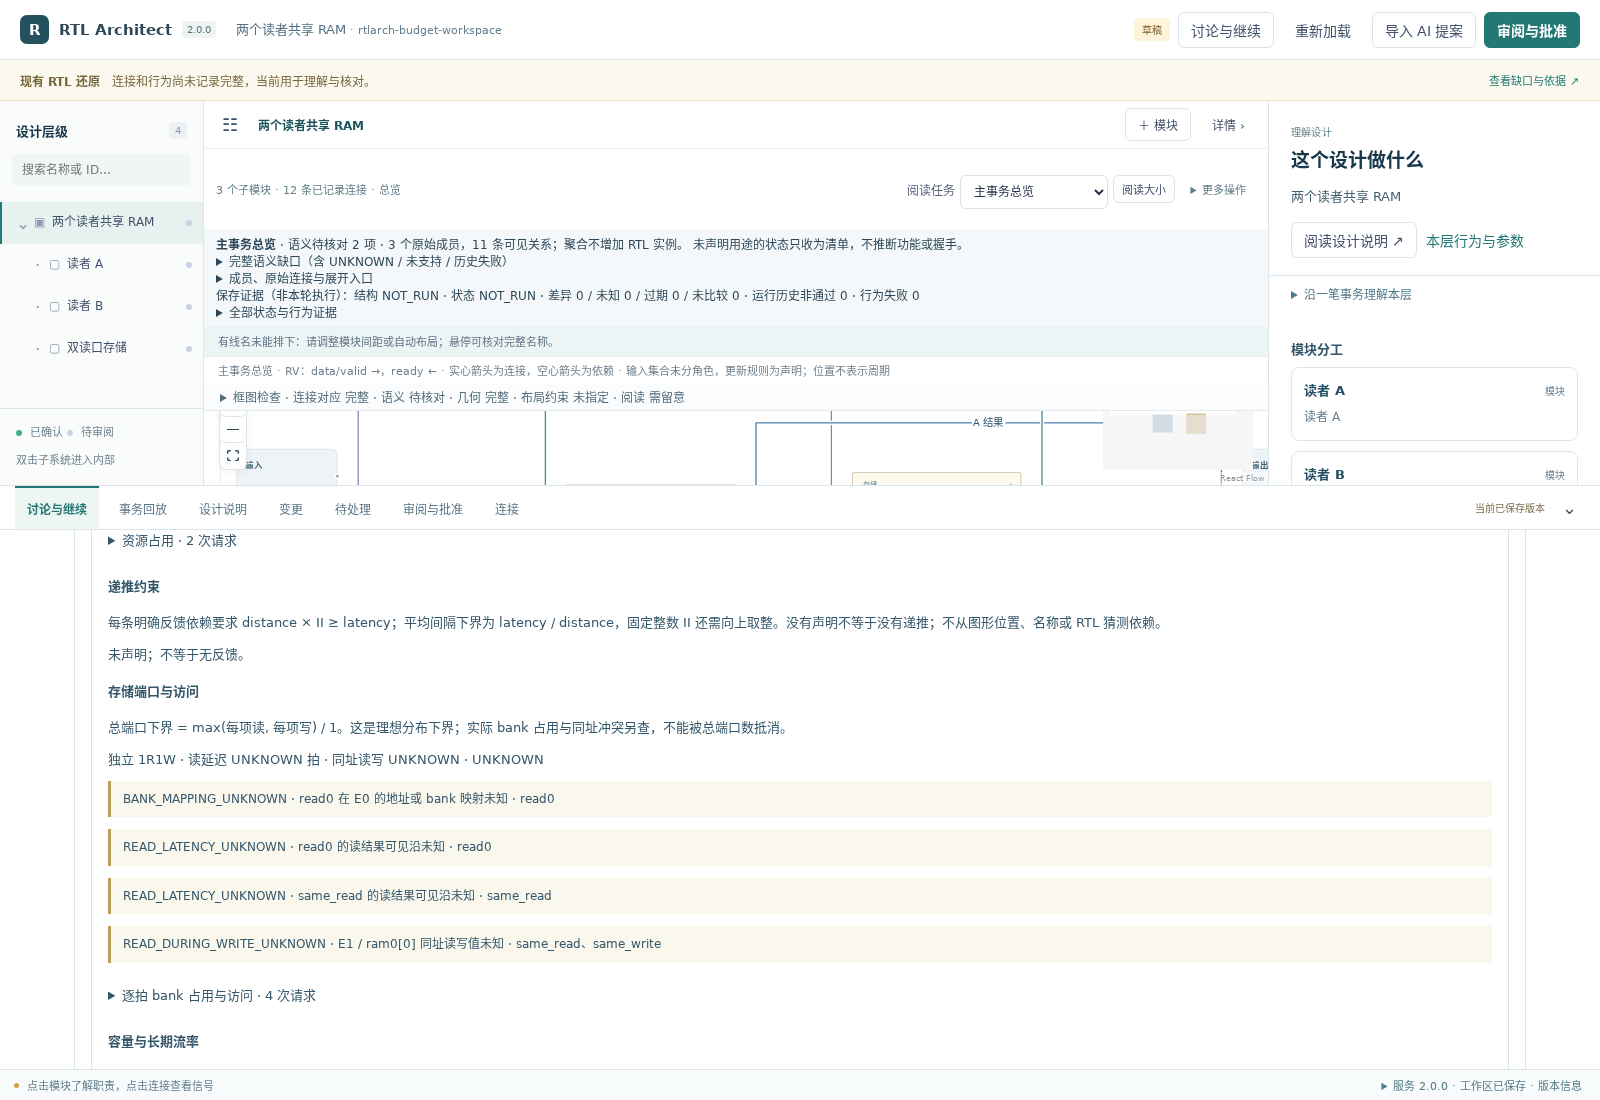 R RTL Architect 2.0.0 两个读者共享 RAM · rtlarch-budget-workspace 草稿 讨论与继续 重新加载 导入 AI 提案 审阅与批准
现有 RTL 还原 连接和行为尚未记录完整，当前用于理解与核对。 查看缺口与依据 ↗
设计层级 4
搜索名称或 ID...
两个读者共享 RAM
读者 A
读者 B
双读口存储
已确认 待审阅
双击子系统进入内部
两个读者共享 RAM ＋ 模块 详情 ›
3 个子模块 · 12 条已记录连接 · 总览 阅读任务 主事务总览 阅读大小 ▶ 更多操作
主事务总览 · 语义待核对 2 项 · 3 个原始成员，11 条可见关系；聚合不增加 RTL 实例。 未声明用途的状态只收为清单，不推断功能或握手。
▶ 完整语义缺口（含 UNKNOWN / 未支持 / 历史失败）
▶ 成员、原始连接与展开入口
保存证据（非本轮执行）：结构 NOT_RUN · 状态 NOT_RUN · 差异 0 / 未知 0 / 过期 0 / 未比较 0 · 运行历史非通过 0 · 行为失败 0
▶ 全部状态与行为证据
有线名未能排下：请调整模块间距或自动布局；悬停可核对完整名称。
主事务总览 · RV：data/valid →，ready ← · 实心箭头为连接，空心箭头为依赖 · 输入集合未分角色，更新规则为声明；位置不表示周期
▶ 框图检查 · 连接对应 完整 · 语义 待核对 · 几何 完整 · 布局约束 未指定 · 阅读 需留意
A 结果
输入
输出
React Flow
理解设计
这个设计做什么
两个读者共享 RAM
阅读设计说明 ↗ 本层行为与参数
▶ 沿一笔事务理解本层
模块分工
读者 A 模块
读者 A
读者 B 模块
讨论与继续 事务回放 设计说明 变更 待处理 审阅与批准 连接 当前已保存版本
▶ 资源占用 · 2 次请求
递推约束
每条明确反馈依赖要求 distance × II ≥ latency；平均间隔下界为 latency / distance，固定整数 II 还需向上取整。没有声明不等于没有递推；不从图形位置、名称或 RTL 猜测依赖。
未声明；不等于无反馈。
存储端口与访问
总端口下界 = max(每项读, 每项写) / 1。这是理想分布下界；实际 bank 占用与同址冲突另查，不能被总端口数抵消。
独立 1R1W · 读延迟 UNKNOWN 拍 · 同址读写 UNKNOWN · UNKNOWN
BANK_MAPPING_UNKNOWN · read0 在 E0 的地址或 bank 映射未知 · read0
READ_LATENCY_UNKNOWN · read0 的读结果可见沿未知 · read0
READ_LATENCY_UNKNOWN · same_read 的读结果可见沿未知 · same_read
READ_DURING_WRITE_UNKNOWN · E1 / ram0[0] 同址读写值未知 · same_read、same_write
▶ 逐拍 bank 占用与访问 · 4 次请求
容量与长期流率
点击模块了解职责，点击连接查看信号 ▶ 服务 2.0.0 · 工作区已保存 · 版本信息